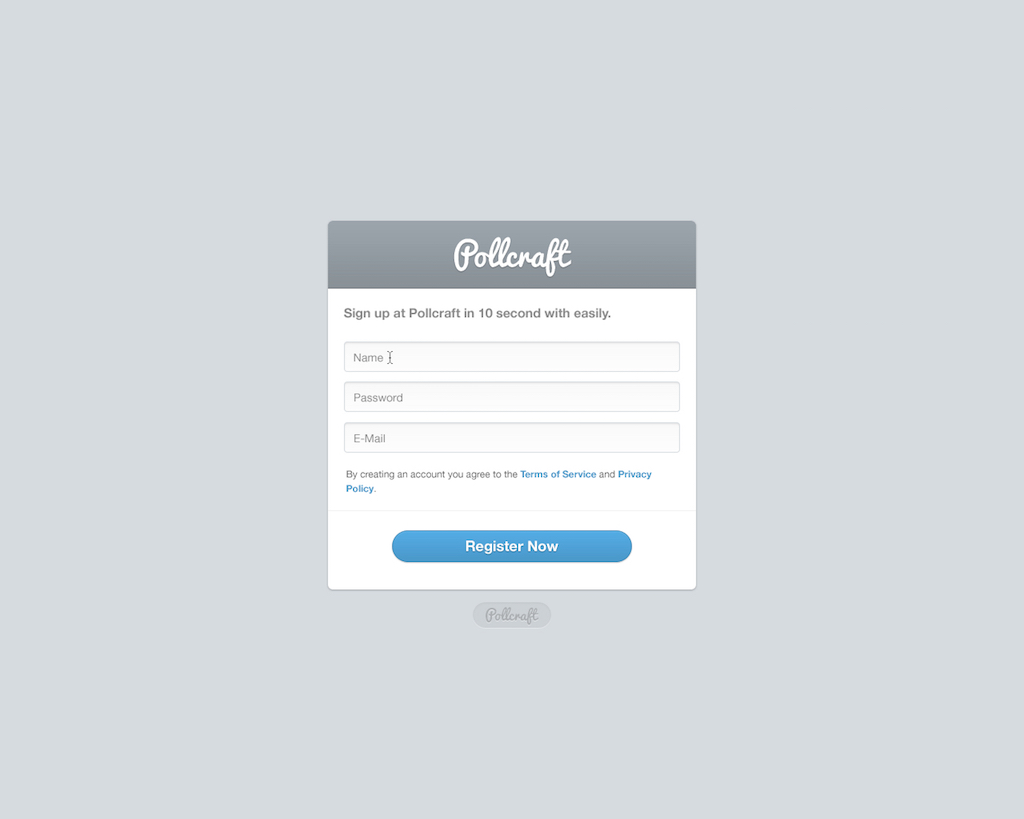 Pollcraft
Sign up at Pollcraft in 10 second with easily.
Name
Password
E-Mail
By creating an account you agree to the Terms of Service and Privacy
Policy.
Register Now
Pollcraft